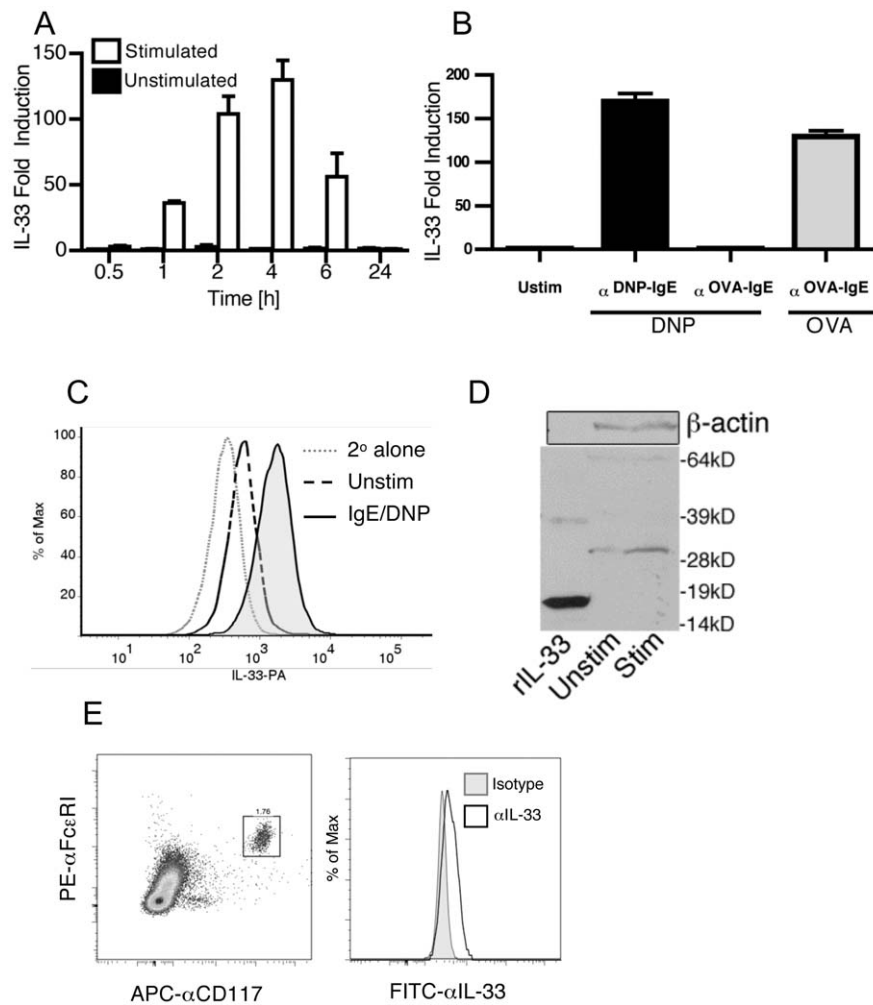 A
Stimulated
Unstimulated
IL-33 Fold Induction
150
100
50
0
0.5 1 2 4 6 24
Time [h]
B
IL-33 Fold Induction
200
150
100
50
0
Ustim α DNP-IgE α OVA-IgE α OVA-IgE
DNP OVA
C
% of Max
100
80
60
40
20
2º alone
Unstim
IgE/DNP
10¹ 10² 10³ 10⁴ 10⁵
IL-33-PA
D
β-actin
-64kD
-39kD
-28kD
-19kD
-14kD
rIL-33 Unstim Stim
E
PE-αFcεRI
1.76
APC-αCD117
% of Max
Isotype
αIL-33
FITC-αIL-33